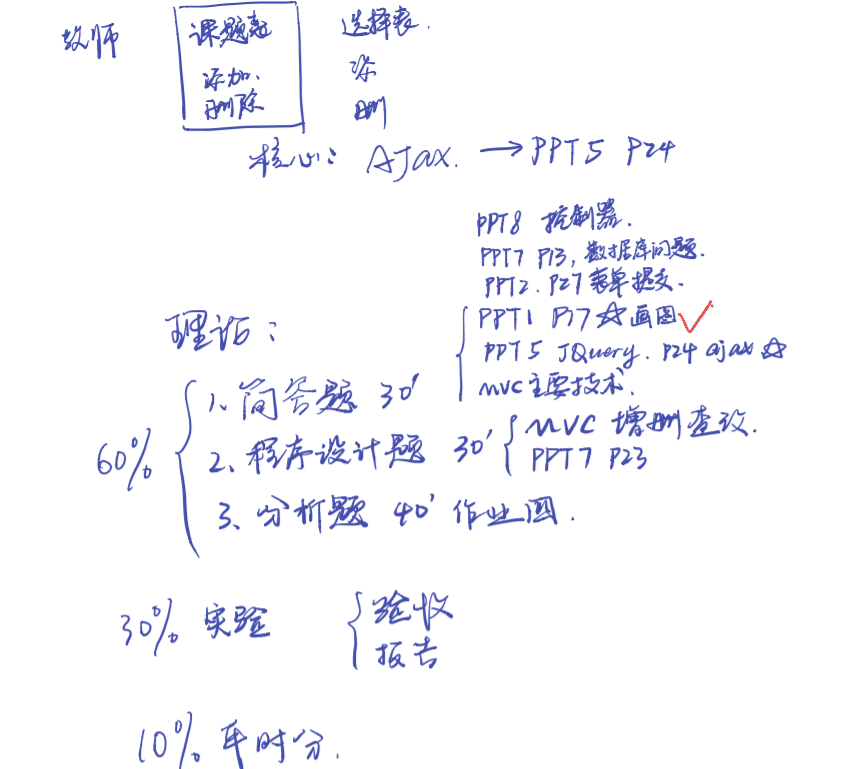 教师 课题表 选择表.
添加、 添
删除 删
核心: AJax. → PPT5 P24
PPT8 控制器.
PPT7 P13, 数据库问题.
PPT2. P27 表单提交.
PPT1 P17 ☆ 画图 ✓
PPT5 JQuery. P24 ajax ☆
MVC 主要技术.
理论:
60%
1、简答题 30'
2、程序设计题 30' MVC 增删查改.
PPT7 P23
3、分析题 40' 作业图.
30% 实验 验收
报告
10% 平时分.